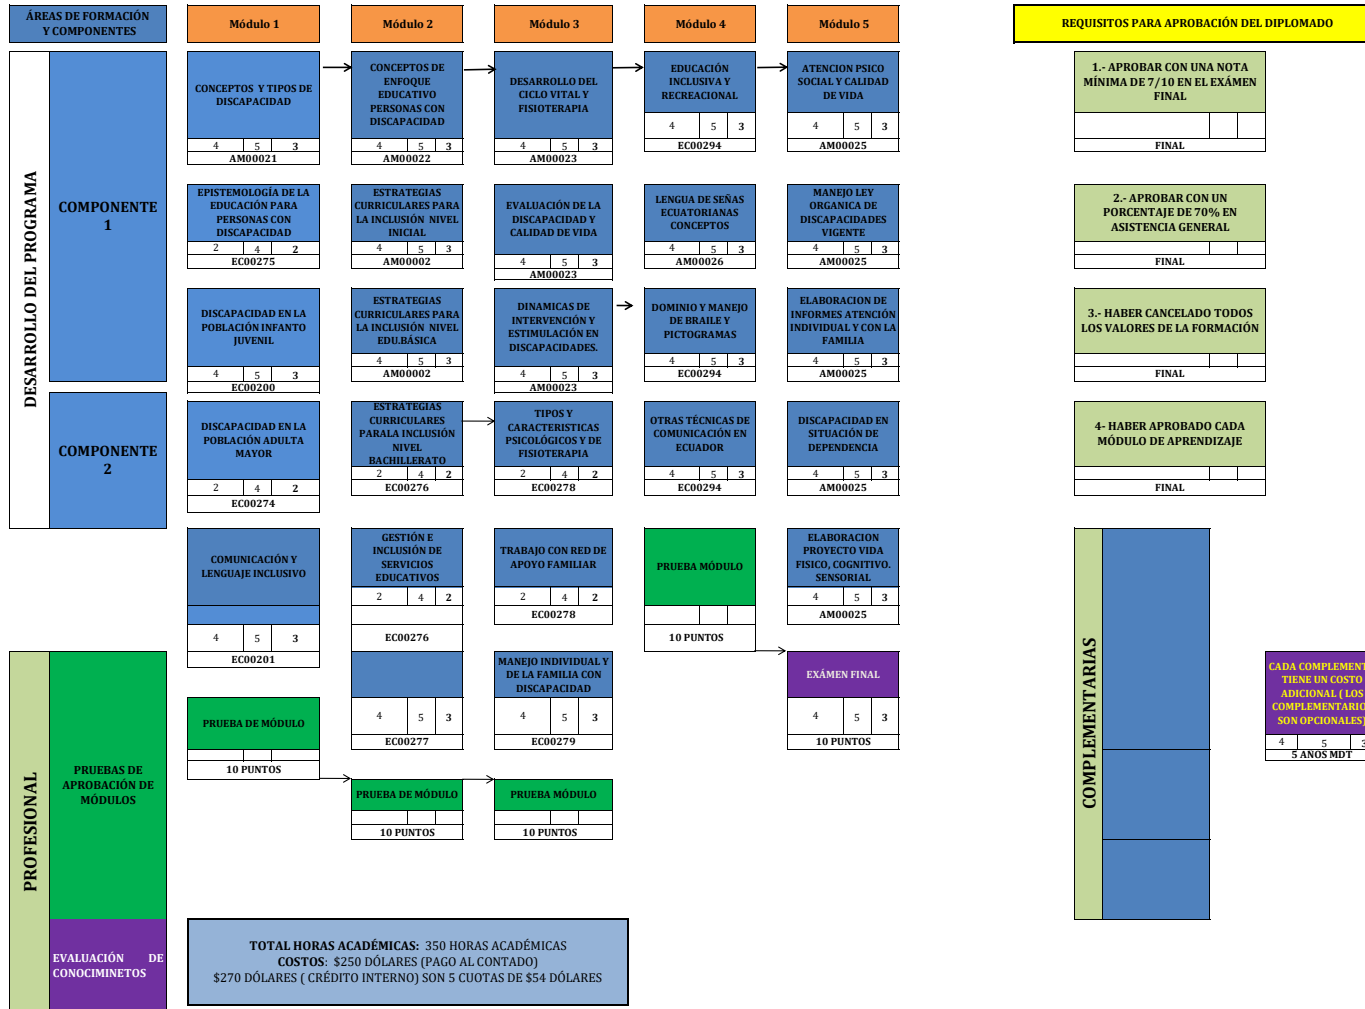 ÁREAS DE FORMACIÓN
Y COMPONENTES
Módulo 1
Módulo 2
Módulo 3
Módulo 4
Módulo 5
REQUISITOS PARA APROBACIÓN DEL DIPLOMADO
DESARROLLO DEL PROGRAMA
COMPONENTE
1
CONCEPTOS Y TIPOS DE
DISCAPACIDAD
4 5 3
AM00021
CONCEPTOS DE
ENFOQUE
EDUCATIVO
PERSONAS CON
DISCAPACIDAD
4 5 3
AM00022
DESARROLLO DEL
CICLO VITAL Y
FISIOTERAPIA
4 5 3
AM00023
EDUCACIÓN
INCLUSIVA Y
RECREACIONAL
4 5 3
EC00294
ATENCION PSICO
SOCIAL Y CALIDAD
DE VIDA
4 5 3
AM00025
1.- APROBAR CON UNA NOTA
MÍNIMA DE 7/10 EN EL EXÁMEN
FINAL
FINAL
EPISTEMOLOGÍA DE LA
EDUCACIÓN PARA
PERSONAS CON
DISCAPACIDAD
2 4 2
EC00275
ESTRATEGIAS
CURRICULARES PARA
LA INCLUSIÓN NIVEL
INICIAL
4 5 3
AM00002
EVALUACIÓN DE LA
DISCAPACIDAD Y
CALIDAD DE VIDA
4 5 3
AM00023
LENGUA DE SEÑAS
ECUATORIANAS
CONCEPTOS
4 5 3
AM00026
MANEJO LEY
ORGANICA DE
DISCAPACIDADES
VIGENTE
4 5 3
AM00025
2.- APROBAR CON UN
PORCENTAJE DE 70% EN
ASISTENCIA GENERAL
FINAL
DISCAPACIDAD EN LA
POBLACIÓN INFANTO
JUVENIL
4 5 3
EC00200
ESTRATEGIAS
CURRICULARES PARA
LA INCLUSIÓN NIVEL
EDU.BÁSICA
4 5 3
AM00002
DINAMICAS DE
INTERVENCIÓN Y
ESTIMULACIÓN EN
DISCAPACIDADES.
4 5 3
AM00023
DOMINIO Y MANEJO
DE BRAILE Y
PICTOGRAMAS
4 5 3
EC00294
ELABORACION DE
INFORMES ATENCIÓN
INDIVIDUAL Y CON LA
FAMILIA
4 5 3
AM00025
3.- HABER CANCELADO TODOS
LOS VALORES DE LA FORMACIÓN
FINAL
COMPONENTE
2
DISCAPACIDAD EN LA
POBLACIÓN ADULTA
MAYOR
2 4 2
EC00274
ESTRATEGIAS
CURRICULARES
PARALA INCLUSIÓN
NIVEL
BACHILLERATO
2 4 2
EC00276
TIPOS Y
CARACTERISTICAS
PSICOLÓGICOS Y DE
FISIOTERAPIA
2 4 2
EC00278
OTRAS TÉCNICAS DE
COMUNICACIÓN EN
ECUADOR
4 5 3
EC00294
DISCAPACIDAD EN
SITUACIÓN DE
DEPENDENCIA
4 5 3
AM00025
4- HABER APROBADO CADA
MÓDULO DE APRENDIZAJE
FINAL
COMUNICACIÓN Y
LENGUAJE INCLUSIVO
4 5 3
EC00201
GESTIÓN E
INCLUSIÓN DE
SERVICIOS
EDUCATIVOS
2 4 2
EC00276
TRABAJO CON RED DE
APOYO FAMILIAR
2 4 2
EC00278
PRUEBA MÓDULO
10 PUNTOS
ELABORACION
PROYECTO VIDA
FISICO, COGNITIVO.
SENSORIAL
4 5 3
AM00025
COMPLEMENTARIAS
PROFESIONAL
PRUEBAS DE
APROBACIÓN DE
MÓDULOS
PRUEBA DE MÓDULO
10 PUNTOS
4 5 3
EC00277
MANEJO INDIVIDUAL Y
DE LA FAMILIA CON
DISCAPACIDAD
4 5 3
EC00279
EXÁMEN FINAL
4 5 3
10 PUNTOS
CADA COMPLEMENT
TIENE UN COSTO
ADICIONAL ( LOS
COMPLEMENTARIO
SON OPCIONALES)
4 5 3
5 AÑOS MDT
PRUEBA DE MÓDULO
10 PUNTOS
PRUEBA MÓDULO
10 PUNTOS
EVALUACIÓN DE
CONOCIMINETOS
TOTAL HORAS ACADÉMICAS: 350 HORAS ACADÉMICAS
COSTOS: $250 DÓLARES (PAGO AL CONTADO)
$270 DÓLARES ( CRÉDITO INTERNO) SON 5 CUOTAS DE $54 DÓLARES